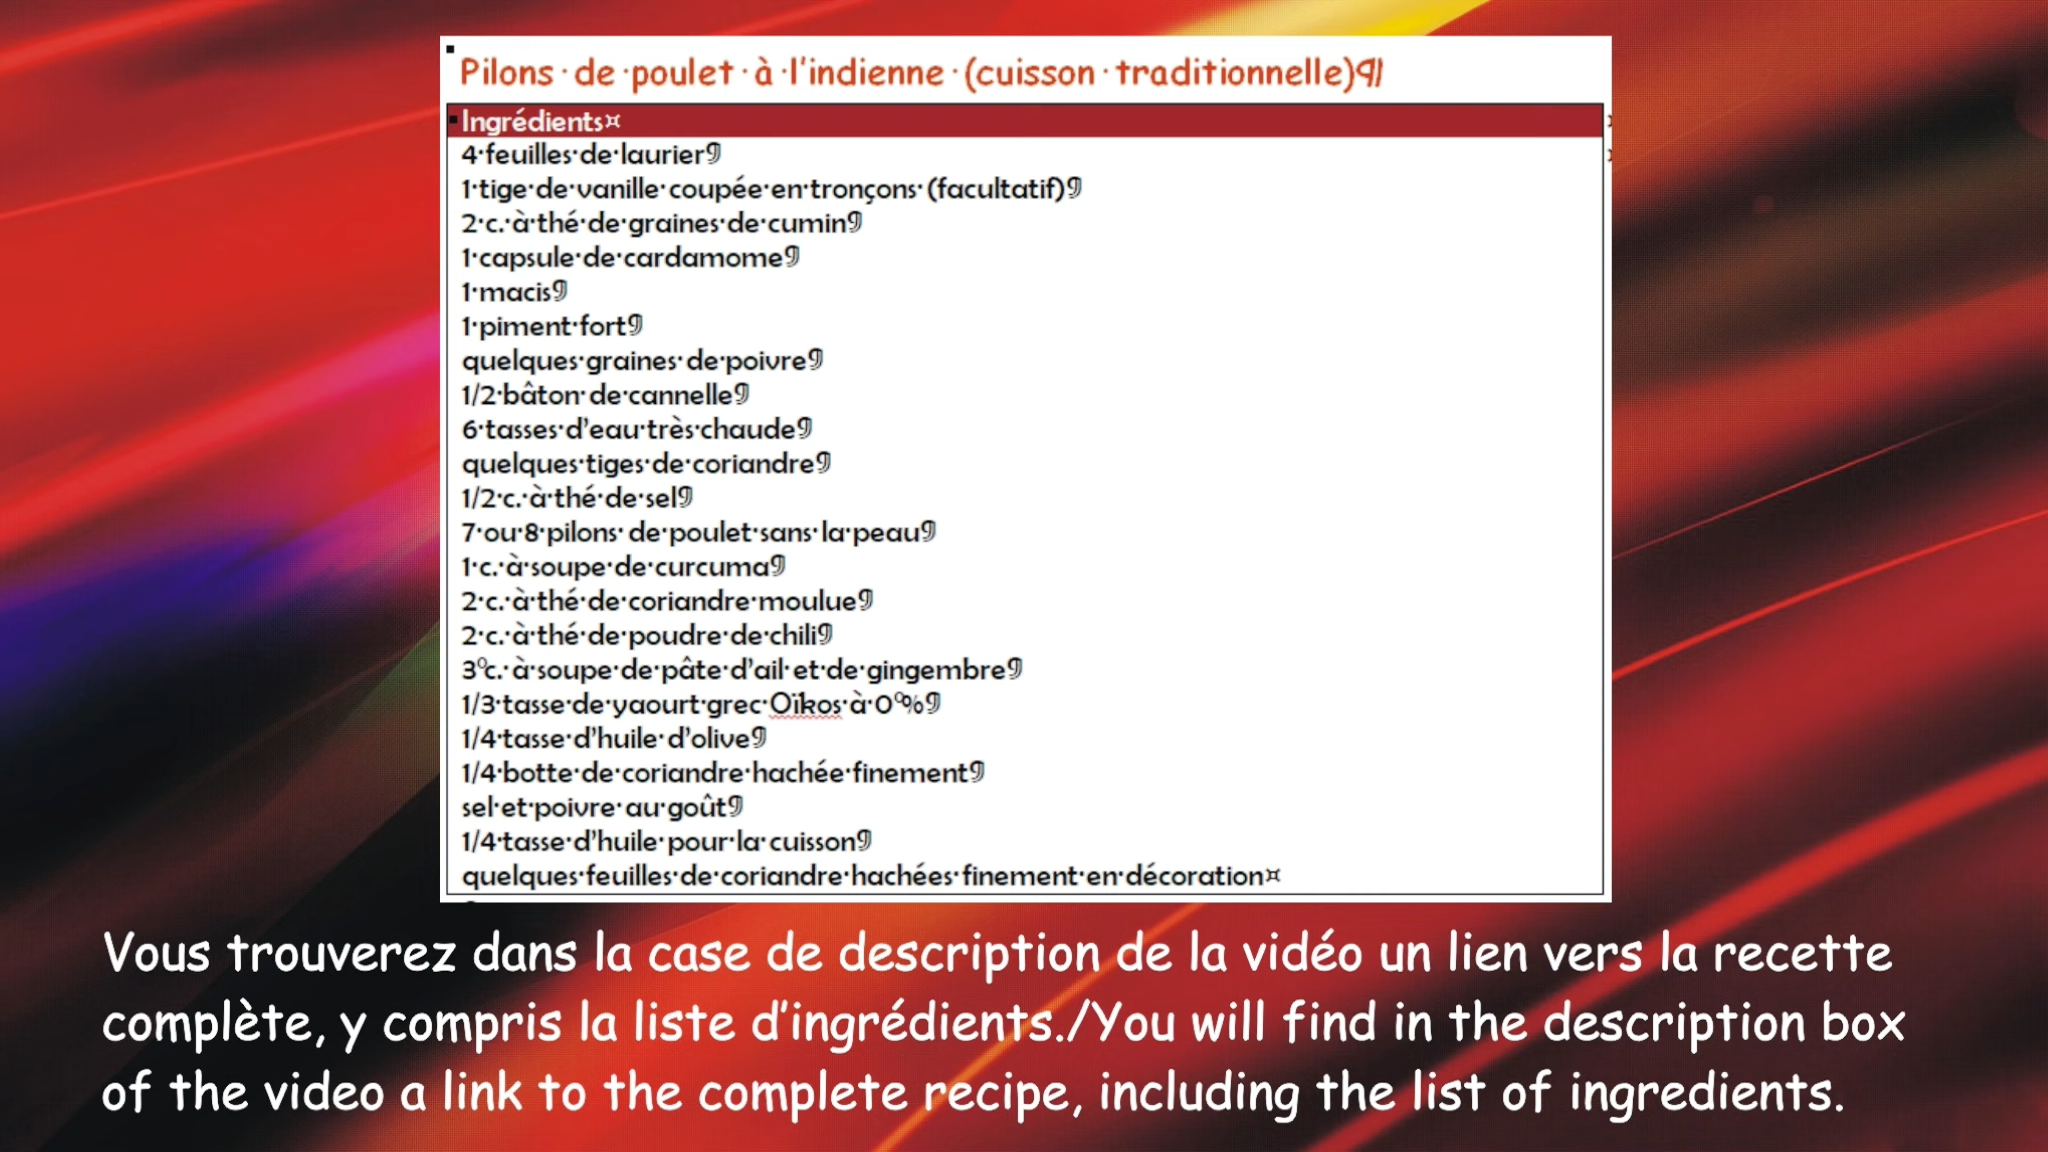 Pilons de poulet à l'indienne (cuisson traditionnelle)¶
Ingrédients¤
4 feuilles de laurier¶
1 tige de vanille coupée en tronçons (facultatif)¶
2 c. à thé de graines de cumin¶
1 capsule de cardamome¶
1 macis¶
1 piment fort¶
quelques graines de poivre¶
1/2 bâton de cannelle¶
6 tasses d’eau très chaude¶
quelques tiges de coriandre¶
1/2 c. à thé de sel¶
7 ou 8 pilons de poulet sans la peau¶
1 c. à soupe de curcuma¶
2 c. à thé de coriandre moulue¶
2 c. à thé de poudre de chili¶
3 c. à soupe de pâte d’ail et de gingembre¶
1/3 tasse de yaourt grec Oïkos à 0 %¶
1/4 tasse d’huile d’olive¶
1/4 botte de coriandre hachée finement¶
sel et poivre au goût¶
1/4 tasse d’huile pour la cuisson¶
quelques feuilles de coriandre hachées finement en décoration¤
Vous trouverez dans la case de description de la vidéo un lien vers la recette
complète, y compris la liste d’ingrédients./You will find in the description box
of the video a link to the complete recipe, including the list of ingredients.